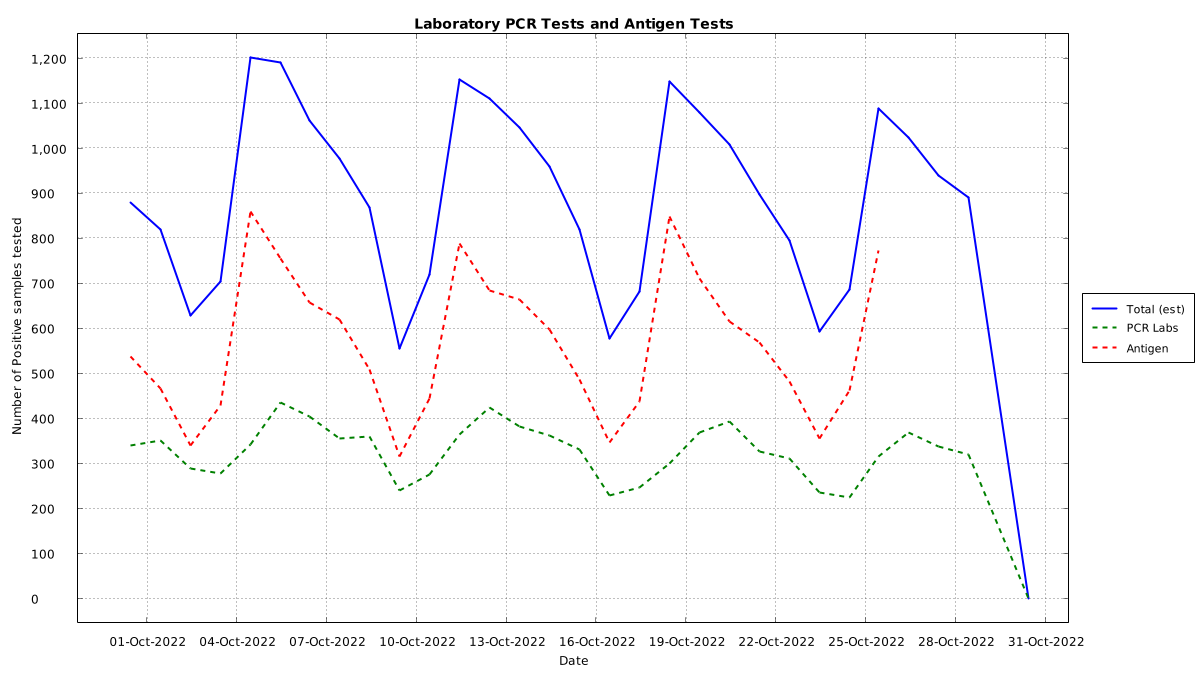 Laboratory PCR Tests and Antigen Tests
Number of Positive samples tested
1,200
1,100
1,000
900
800
700
600
500
400
300
200
100
0
01-Oct-2022 04-Oct-2022 07-Oct-2022 10-Oct-2022 13-Oct-2022 16-Oct-2022 19-Oct-2022 22-Oct-2022 25-Oct-2022 28-Oct-2022 31-Oct-2022
Date
Total (est)
PCR Labs
Antigen